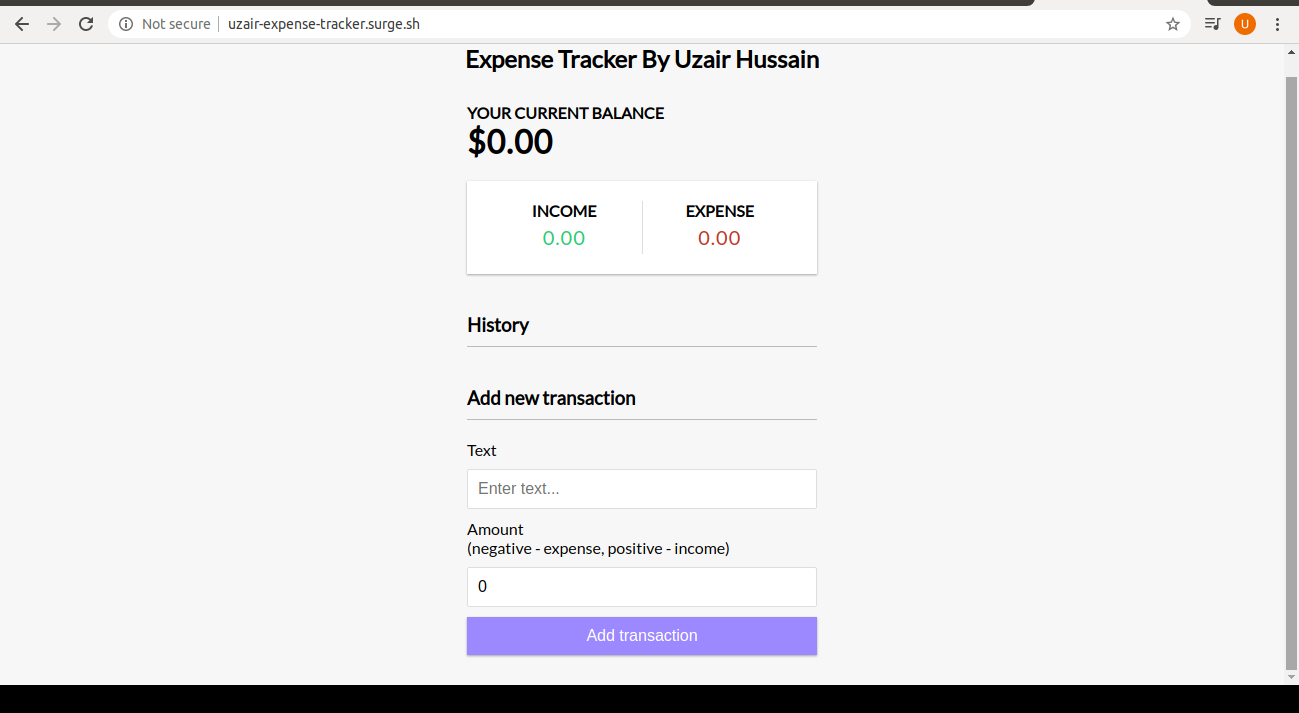 Not secure
uzair-expense-tracker.surge.sh
U
Expense Tracker By Uzair Hussain
YOUR CURRENT BALANCE
$0.00
INCOME
EXPENSE
0.00
0.00
History
Add new transaction
Text
Enter text...
Amount
(negative - expense, positive - income)
0
Add transaction